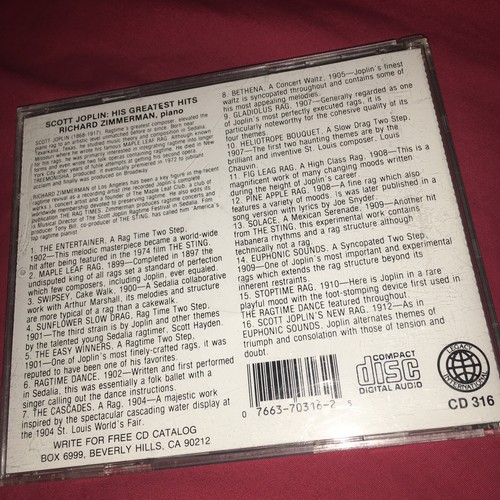 SCOTT JOPLIN: HIS GREATEST HITS
RICHARD ZIMMERMAN, piano
SCOTT JOPLIN (1868-1917), Ragtime's greatest composer, elevated the
1. THE ENTERTAINER, A Rag Time Two Step,
1902—This melodic masterpiece became a world-wide
hit after being featured in the 1974 film THE STING.
2. MAPLE LEAF RAG, 1899—Completed in 1897 the
undisputed king of all rags set a standard of perfection
which few composers, including Joplin, ever equaled.
3. SWIPESY, Cake Walk, 1900—A Sedalia collaborative
work with Arthur Marshall, its melodies and structure
are more typical of a rag than a cakewalk.
4. SUNFLOWER SLOW DRAG, Rag Time Two Step,
1901—The third strain is by Joplin and other themes
by the talented young Sedalia ragtimer, Scott Hayden.
5. THE EASY WINNERS, A Ragtime Two Step,
1901—One of Joplin's most finely-crafted rags, it was
reputed to have been one of his favorites.
6. RAGTIME DANCE, 1902—Written and first performed
in Sedalia, this was essentially a folk ballet with a
singer calling out the dance instructions.
7. THE CASCADES, A Rag, 1904—A majestic work
inspired by the spectacular cascading water display at
the 1904 St. Louis World's Fair.
WRITE FOR FREE CD CATALOG
BOX 6999, BEVERLY HILLS, CA 90212
8. BETHENA, A Concert Waltz, 1905—Joplin's finest
waltz is syncopated throughout and contains some of
his most appealing melodies.
9. GLADIOLUS RAG, 1907—Generally regarded as one
of Joplin's most perfect rags, it is
particularly noteworthy for the cohesive quality of its
four themes
10. HELIOTROPE BOUQUET, A Slow Drag Two Step,
1907—The first two haunting themes are by the
brilliant and inventive St. Louis composer, Louis
Chauvin.
11. FIG LEAG RAG, A High Class Rag, 1908—This is a
magnificent work of many changing moods written
during the height of Joplin's career.
12. PINE APPLE RAG, 1908—A fine rag which also
features a variety of moods. Is was later published in a
song version with lyrics by Joe Snyder.
13. SOLACE, A Mexican Serenade, 1909—Another hit
from THE STING, this experimental work contains
Habanera rhythms and a rag structure although
technically not a rag.
14. EUPHONIC SOUNDS, A Syncopated Two Step,
1909—One of Joplin's most important and experimental
rags which extends the rag structure beyond its
inherent restraints.
15. STOPTIME RAG, 1910—Here is Joplin in a rare
playful mood with the foot-stomping device first used in
THE RAGTIME DANCE featured throughout.
16. SCOTT JOPLIN'S NEW RAG, 1912—As in
EUPHONIC SOUNDS, Joplin alternates themes of
triumph and consolation with those of tension and
doubt.
0 7663-70316-2 5
COMPACT
disc
DIGITAL AUDIO
LEGACY
INTERNATIONAL
CD 316